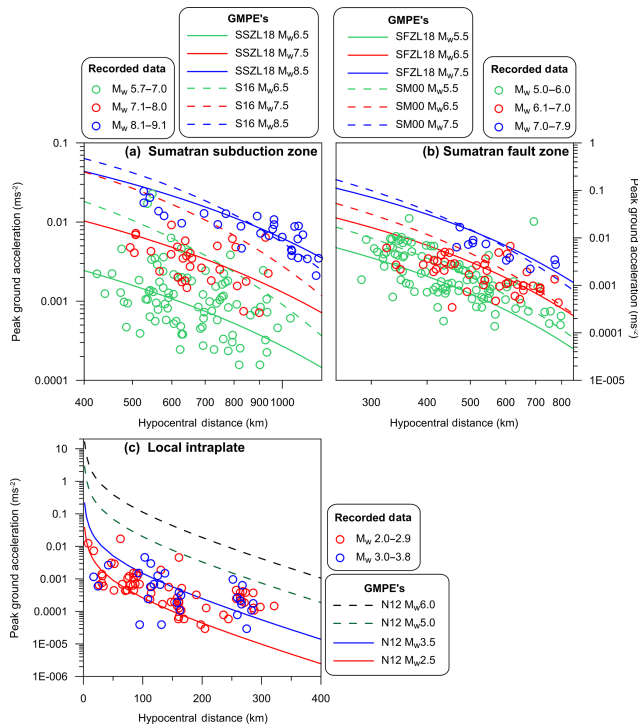 GMPE's
SSZL18 Mw6.5
SSZL18 Mw7.5
SSZL18 Mw8.5
S16 Mw6.5
S16 Mw7.5
S16 Mw8.5
Recorded data
Mw 5.7–7.0
Mw 7.1–8.0
Mw 8.1–9.1
GMPE's
SFZL18 Mw5.5
SFZL18 Mw6.5
SFZL18 Mw7.5
SM00 Mw5.5
SM00 Mw6.5
SM00 Mw7.5
Recorded data
Mw 5.0–6.0
Mw 6.1–7.0
Mw 7.0–7.9
(a) Sumatran subduction zone
Peak ground acceleration (ms-2)
0.1
0.01
0.001
0.0001
400 500 600 700 800 900 1000
Hypocentral distance (km)
(b) Sumatran fault zone
Peak ground acceleration (ms-2)
1
0.1
0.01
0.001
0.0001
1E-005
300 400 500 600 700 800
Hypocentral distance (km)
(c) Local intraplate
Peak ground acceleration (ms-2)
10
1
0.1
0.01
0.001
0.0001
1E-005
1E-006
0 100 200 300 400
Hypocentral distance (km)
Recorded data
Mw 2.0–2.9
Mw 3.0–3.8
GMPE's
N12 Mw6.0
N12 Mw5.0
N12 Mw3.5
N12 Mw2.5